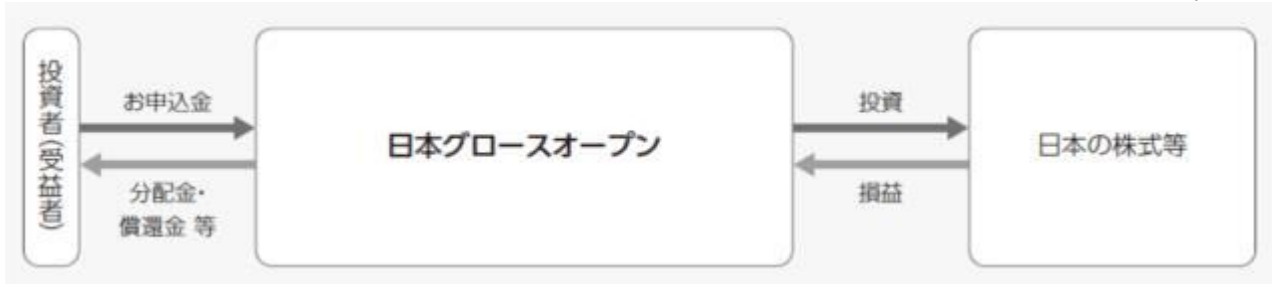 投資者(受益者)
お申込金
分配金・
償還金 等
日本グロースオープン
投資
損益
日本の株式等